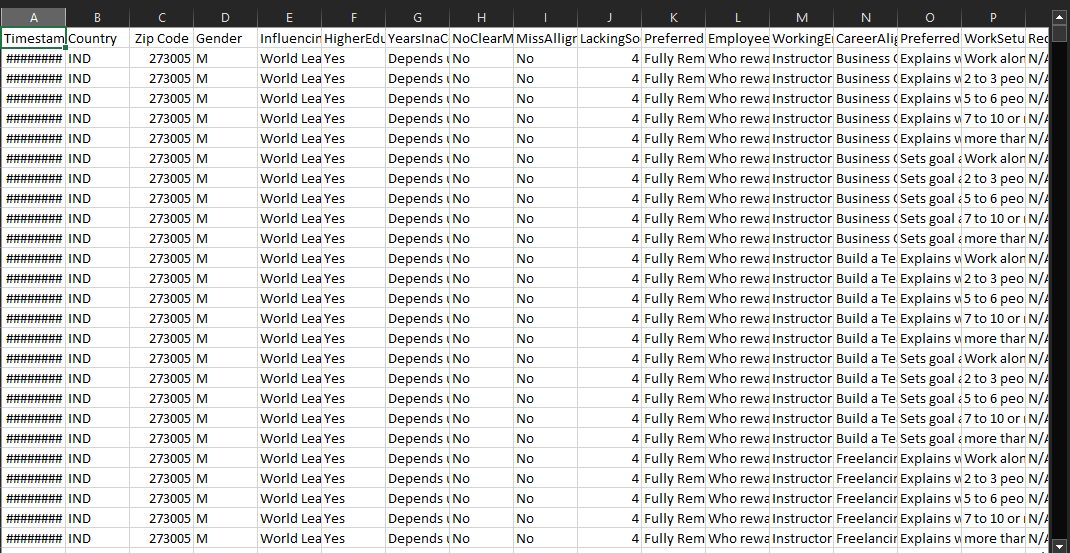 A B C D E F G H I J K L M N O P
Timestam Country Zip Code Gender Influencin HigherEdu YearsInaC NoClearM MissAlligr LackingSo Preferred Employee WorkingEn CareerAlig Preferred WorkSetu Rec
######## IND 273005 M World Lea Yes Depends u No No 4 Fully Rem Who rewa Instructor Business C Explains w Work alon N/A
######## IND 273005 M World Lea Yes Depends u No No 4 Fully Rem Who rewa Instructor Business C Explains w 2 to 3 peo N/A
######## IND 273005 M World Lea Yes Depends u No No 4 Fully Rem Who rewa Instructor Business C Explains w 5 to 6 peo N/A
######## IND 273005 M World Lea Yes Depends u No No 4 Fully Rem Who rewa Instructor Business C Explains w 7 to 10 or r N/A
######## IND 273005 M World Lea Yes Depends u No No 4 Fully Rem Who rewa Instructor Business C Explains w more than N/A
######## IND 273005 M World Lea Yes Depends u No No 4 Fully Rem Who rewa Instructor Business C Sets goal a Work alon N/A
######## IND 273005 M World Lea Yes Depends u No No 4 Fully Rem Who rewa Instructor Business C Sets goal a 2 to 3 peo N/A
######## IND 273005 M World Lea Yes Depends u No No 4 Fully Rem Who rewa Instructor Business C Sets goal a 5 to 6 peo N/A
######## IND 273005 M World Lea Yes Depends u No No 4 Fully Rem Who rewa Instructor Business C Sets goal a 7 to 10 or r N/A
######## IND 273005 M World Lea Yes Depends u No No 4 Fully Rem Who rewa Instructor Business C Sets goal a more than N/A
######## IND 273005 M World Lea Yes Depends u No No 4 Fully Rem Who rewa Instructor Build a Te Explains w Work alon N/A
######## IND 273005 M World Lea Yes Depends u No No 4 Fully Rem Who rewa Instructor Build a Te Explains w 2 to 3 peo N/A
######## IND 273005 M World Lea Yes Depends u No No 4 Fully Rem Who rewa Instructor Build a Te Explains w 5 to 6 peo N/A
######## IND 273005 M World Lea Yes Depends u No No 4 Fully Rem Who rewa Instructor Build a Te Explains w 7 to 10 or r N/A
######## IND 273005 M World Lea Yes Depends u No No 4 Fully Rem Who rewa Instructor Build a Te Explains w more than N/A
######## IND 273005 M World Lea Yes Depends u No No 4 Fully Rem Who rewa Instructor Build a Te Sets goal a Work alon N/A
######## IND 273005 M World Lea Yes Depends u No No 4 Fully Rem Who rewa Instructor Build a Te Sets goal a 2 to 3 peo N/A
######## IND 273005 M World Lea Yes Depends u No No 4 Fully Rem Who rewa Instructor Build a Te Sets goal a 5 to 6 peo N/A
######## IND 273005 M World Lea Yes Depends u No No 4 Fully Rem Who rewa Instructor Build a Te Sets goal a 7 to 10 or r N/A
######## IND 273005 M World Lea Yes Depends u No No 4 Fully Rem Who rewa Instructor Build a Te Sets goal a more than N/A
######## IND 273005 M World Lea Yes Depends u No No 4 Fully Rem Who rewa Instructor Freelancin Explains w Work alon N/A
######## IND 273005 M World Lea Yes Depends u No No 4 Fully Rem Who rewa Instructor Freelancin Explains w 2 to 3 peo N/A
######## IND 273005 M World Lea Yes Depends u No No 4 Fully Rem Who rewa Instructor Freelancin Explains w 5 to 6 peo N/A
######## IND 273005 M World Lea Yes Depends u No No 4 Fully Rem Who rewa Instructor Freelancin Explains w 7 to 10 or r N/A
######## IND 273005 M World Lea Yes Depends u No No 4 Fully Rem Who rewa Instructor Freelancin Explains w more than N/A